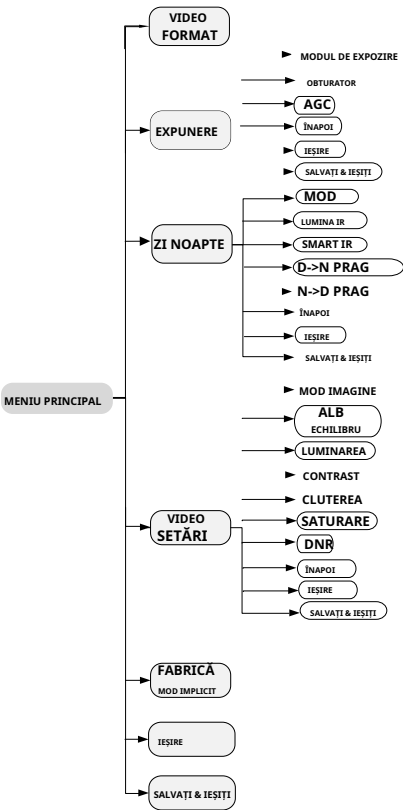 VIDEO
FORMAT
MODUL DE EXPOZIRE
OBTURATOR
AGC
EXPUNERE
ÎNAPOI
IEȘIRE
SALVAȚI & IEȘIȚI
MOD
LUMINA IR
ZI NOAPTE
SMART IR
D->N PRAG
N->D PRAG
ÎNAPOI
IEȘIRE
SALVAȚI & IEȘIȚI
MENIU PRINCIPAL
MOD IMAGINE
ALB
ECHILIBRU
LUMINAREA
CONTRAST
CLUTEREA
VIDEO
SETĂRI
SATURARE
DNR
ÎNAPOI
IEȘIRE
SALVAȚI & IEȘIȚI
FABRICĂ
MOD IMPLICIT
IEȘIRE
SALVAȚI & IEȘIȚI